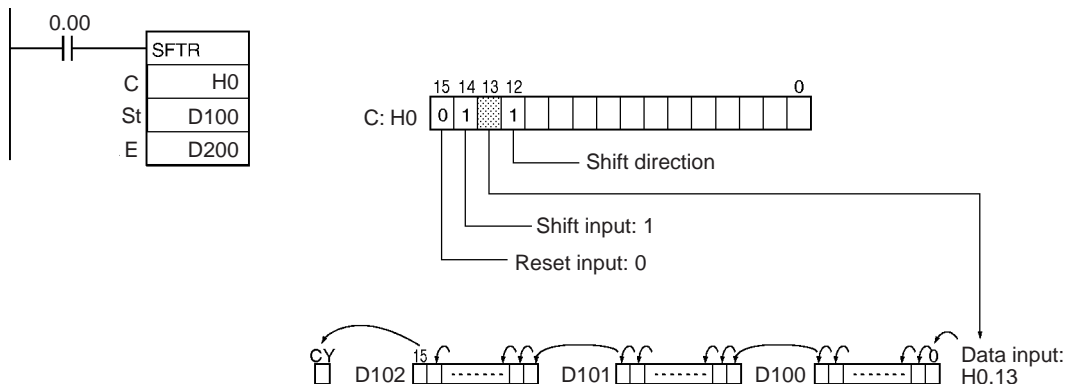 0.00
SFTR
C H0
St D100
E D200
15 14 13 12 0
C: H0 0 1 1
Shift direction
Shift input: 1
Reset input: 0
CY 15 0 Data input:
D102 D101 D100 H0.13